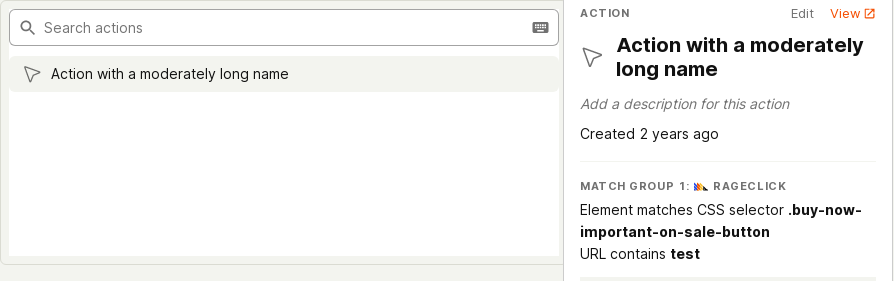 Search actions
Action with a moderately long name
ACTION
Edit
View
Action with a moderately
long name
Add a description for this action
Created 2 years ago
MATCH GROUP 1: RAGECLICK
Element matches CSS selector .buy-now-
important-on-sale-button
URL contains test